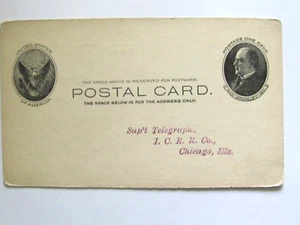 UNITED STATES
OF AMERICA.
THE SPACE ABOVE IS RESERVED FOR POSTMARK.
POSTAL CARD.
THE SPACE BELOW IS FOR THE ADDRESS ONLY.
POSTAGE ONE CENT
Sup't Telegraph,
I. C. R. R. Co.,
Chicago, Ills.